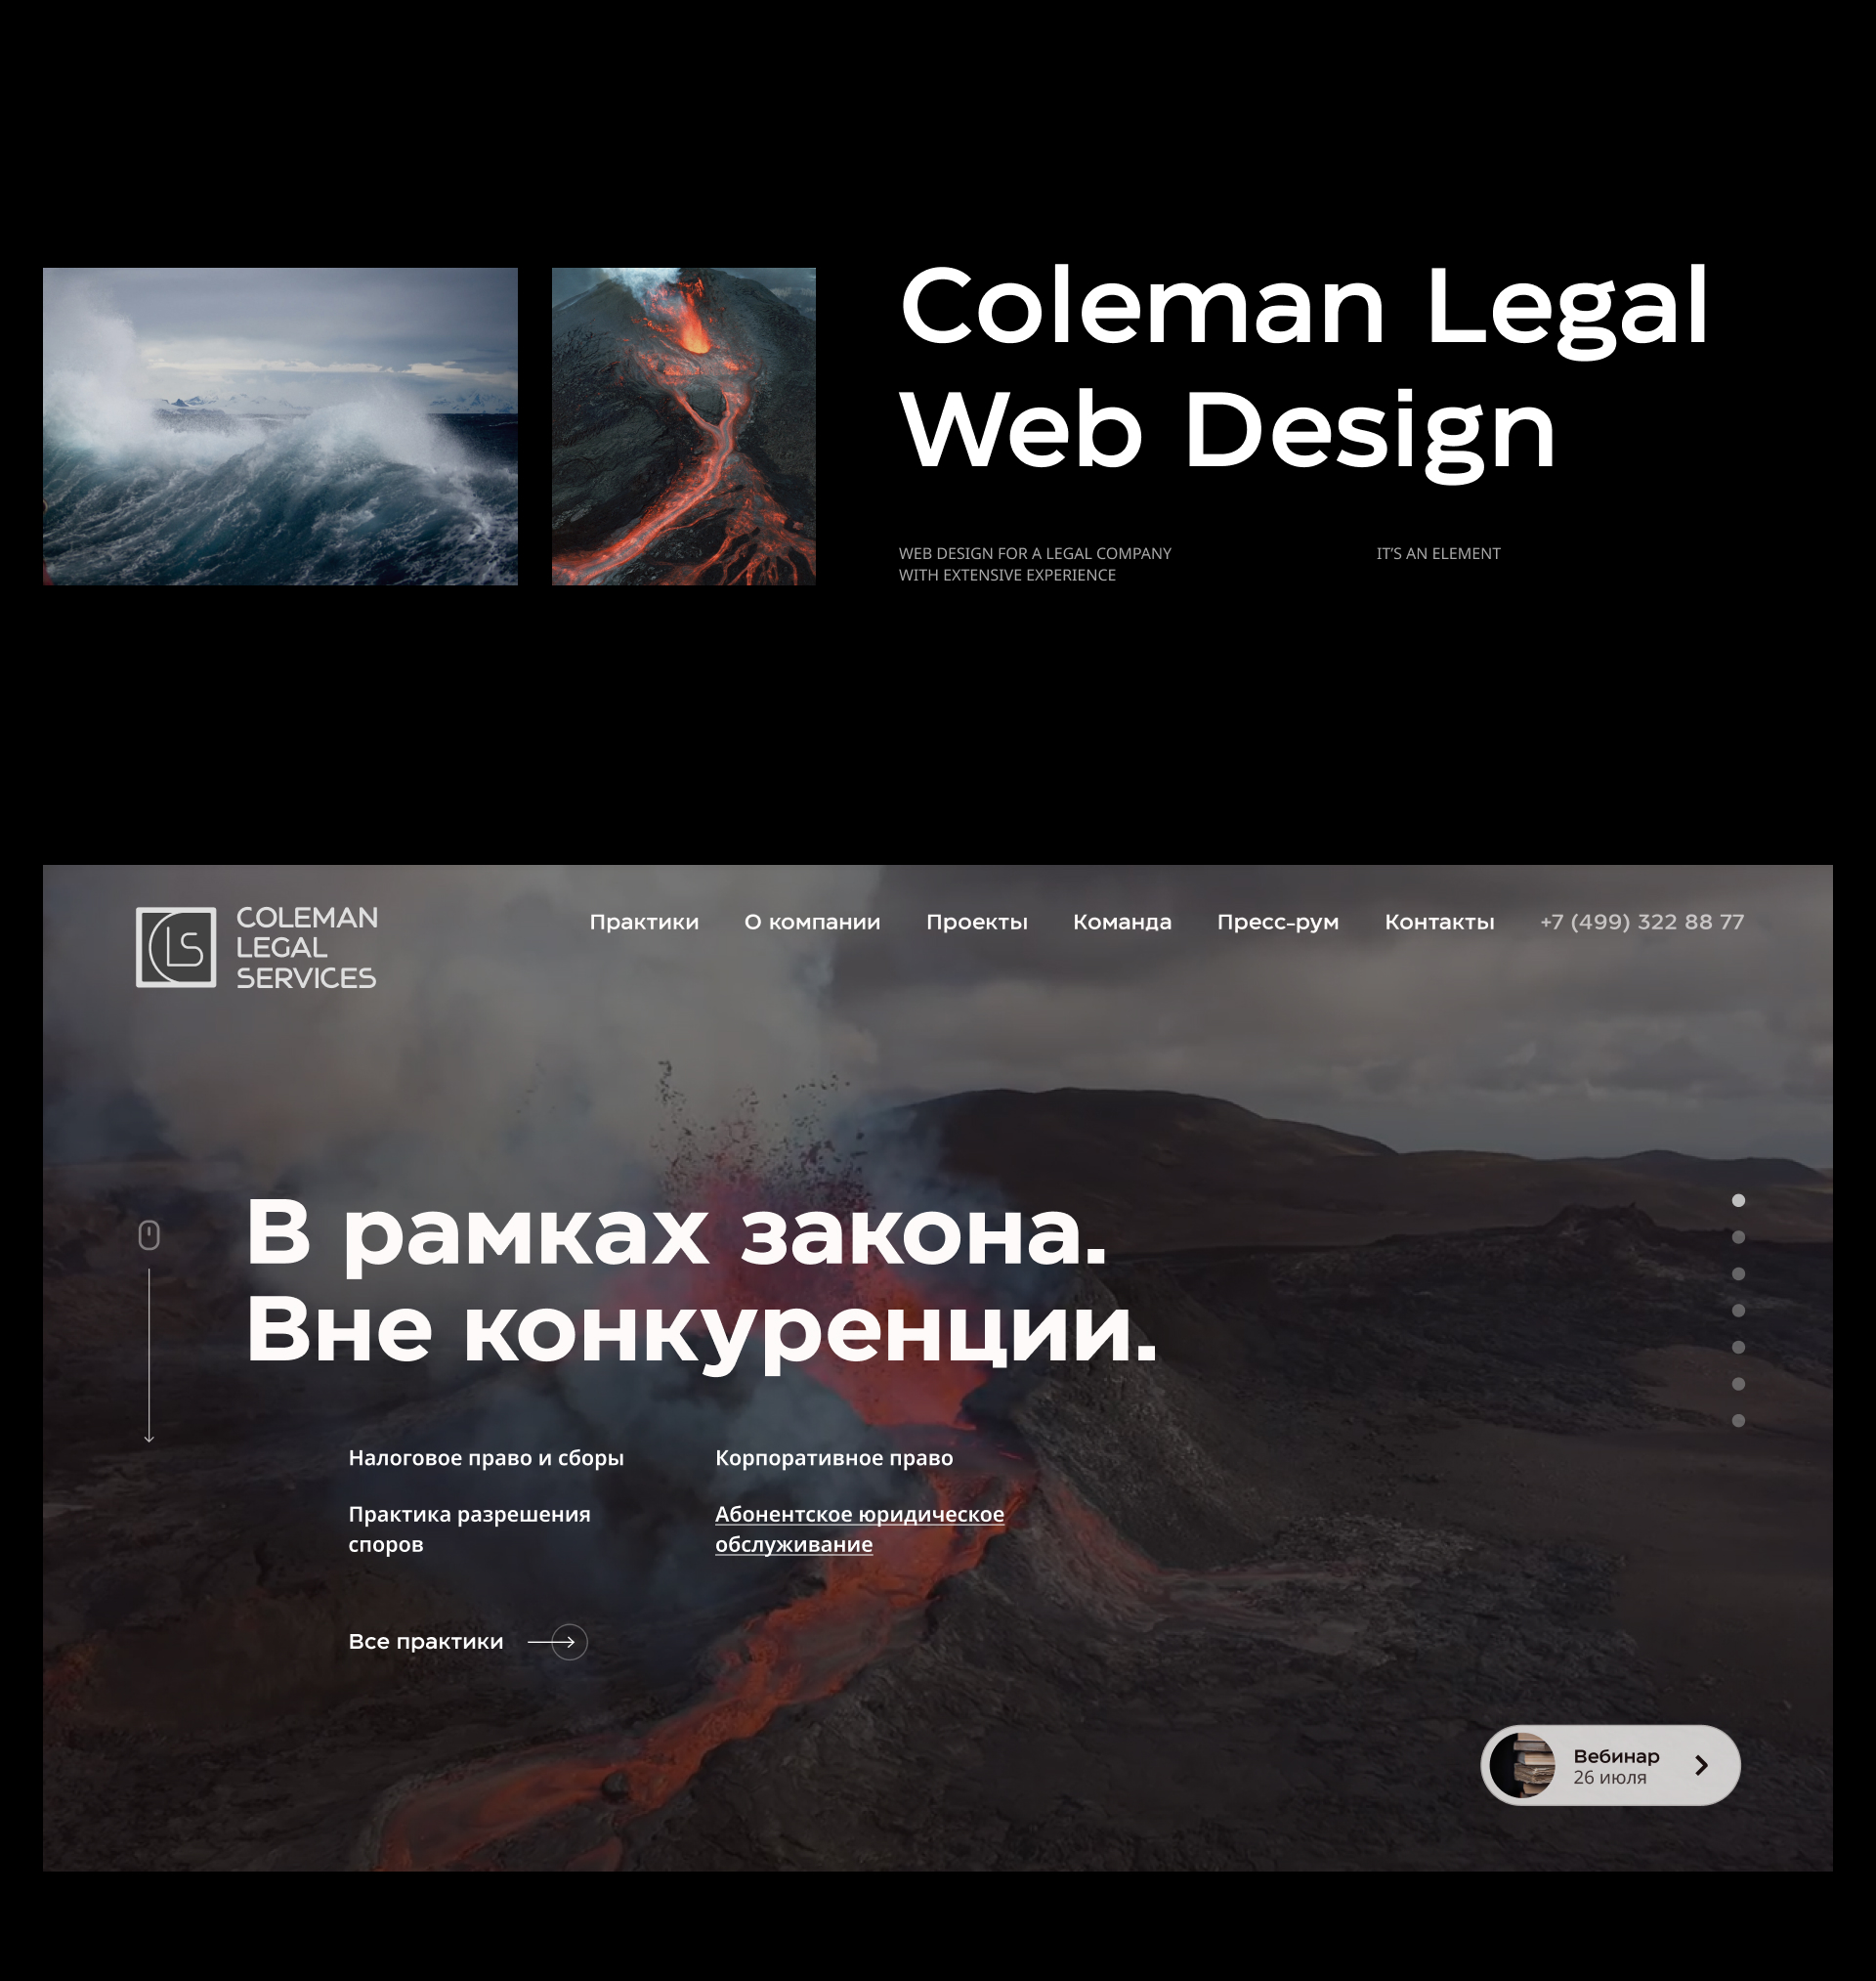 Coleman Legal
Web Design
WEB DESIGN FOR A LEGAL COMPANY
WITH EXTENSIVE EXPERIENCE
IT'S AN ELEMENT
LS
COLEMAN
LEGAL
SERVICES
Практики
О компании
Проекты
Команда
Пресс-рум
Контакты
+7 (499) 322 88 77
В рамках закона.
Вне конкуренции.
Налоговое право и сборы
Корпоративное право
Практика разрешения
споров
Абонентское юридическое
обслуживание
Все практики
Вебинар
26 июля